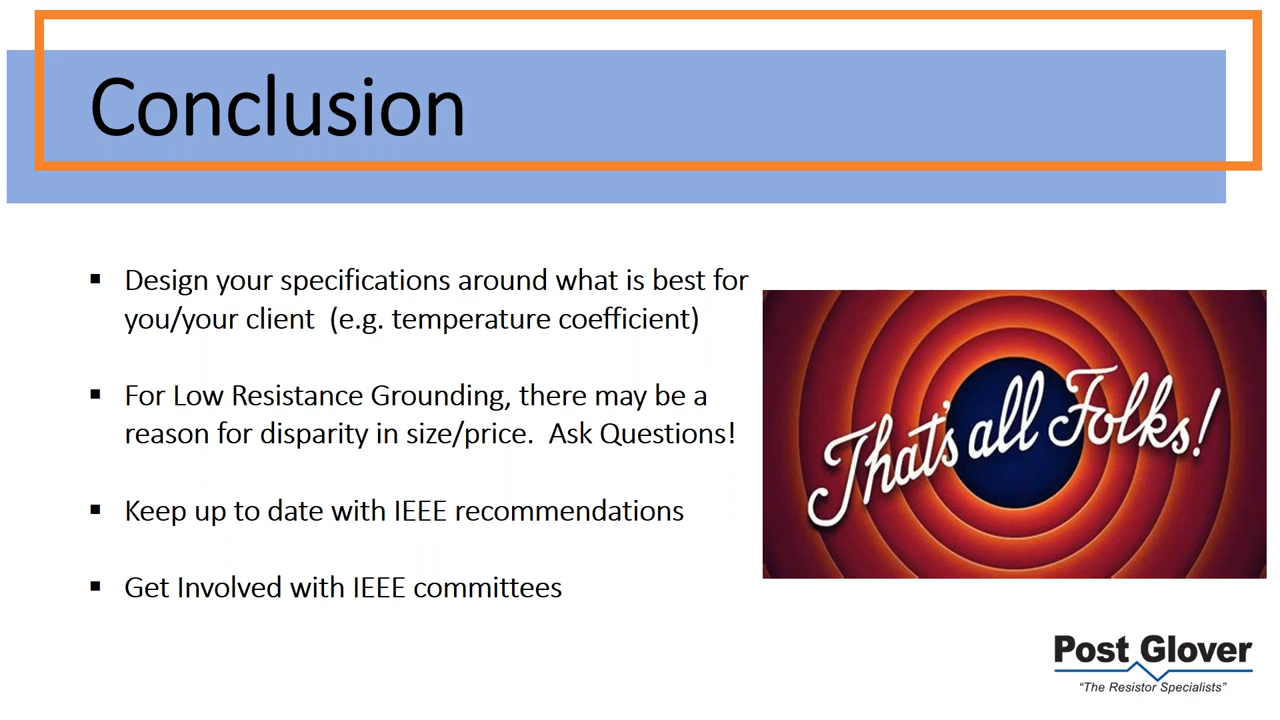 Conclusion
▪ Design your specifications around what is best for
you/your client  (e.g. temperature coefficient)
▪ For Low Resistance Grounding, there may be a
reason for disparity in size/price.  Ask Questions!
▪ Keep up to date with IEEE recommendations
▪ Get Involved with IEEE committees
That's all Folks!
Post Glover
“The Resistor Specialists”